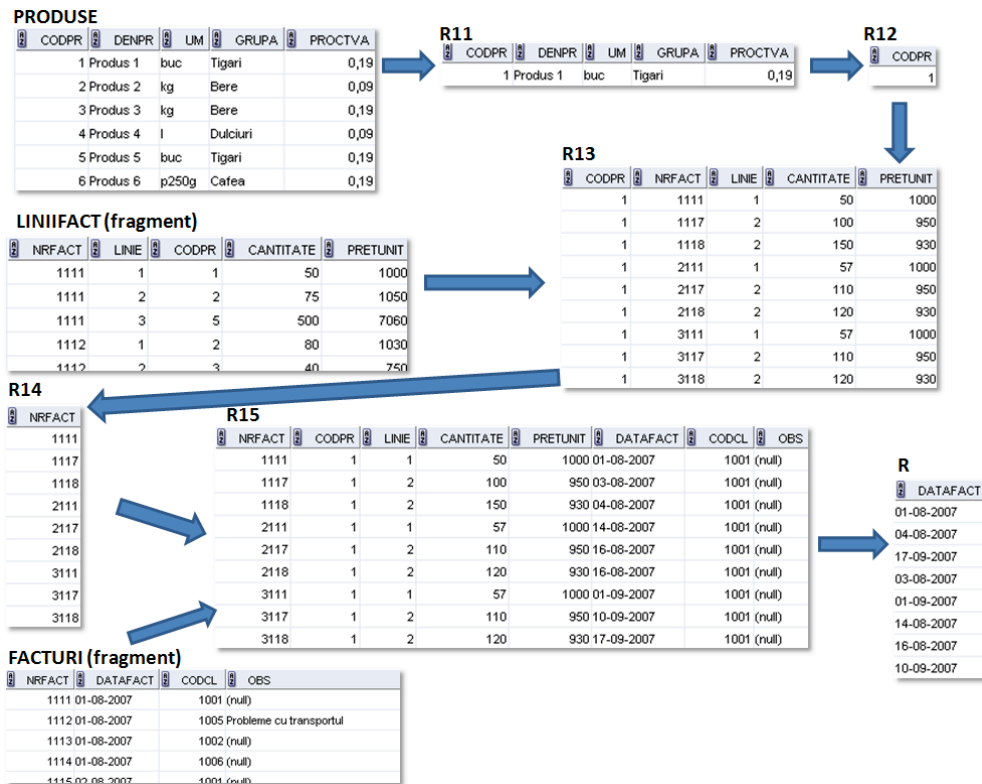 PRODUSE
CODPR DENPR UM GRUPA PROCTVA
1 Produs 1 buc Tigari 0,19
2 Produs 2 kg Bere 0,09
3 Produs 3 kg Bere 0,19
4 Produs 4 l Dulciuri 0,09
5 Produs 5 buc Tigari 0,19
6 Produs 6 p250g Cafea 0,19
R11
CODPR DENPR UM GRUPA PROCTVA
1 Produs 1 buc Tigari 0,19
R12
CODPR
1
LINIIFACT (fragment)
NRFACT LINIE CODPR CANTITATE PRETUNIT
1111 1 1 50 1000
1111 2 2 75 1050
1111 3 5 500 7060
1112 1 2 80 1030
1112 2 3 40 750
R13
CODPR NRFACT LINIE CANTITATE PRETUNIT
1 1111 1 50 1000
1 1117 2 100 950
1 1118 2 150 930
1 2111 1 57 1000
1 2117 2 110 950
1 2118 2 120 930
1 3111 1 57 1000
1 3117 2 110 950
1 3118 2 120 930
R14
NRFACT
1111
1117
1118
2111
2117
2118
3111
3117
3118
R15
NRFACT CODPR LINIE CANTITATE PRETUNIT DATAFACT CODCL OBS
1111 1 1 50 1000 01-08-2007 1001 (null)
1117 1 2 100 950 03-08-2007 1001 (null)
1118 1 2 150 930 04-08-2007 1001 (null)
2111 1 1 57 1000 14-08-2007 1001 (null)
2117 1 2 110 950 16-08-2007 1001 (null)
2118 1 2 120 930 16-08-2007 1001 (null)
3111 1 1 57 1000 01-09-2007 1001 (null)
3117 1 2 110 950 10-09-2007 1001 (null)
3118 1 2 120 930 17-09-2007 1001 (null)
R
DATAFACT
01-08-2007
04-08-2007
17-09-2007
03-08-2007
01-09-2007
14-08-2007
16-08-2007
10-09-2007
FACTURI (fragment)
NRFACT DATAFACT CODCL OBS
1111 01-08-2007 1001 (null)
1112 01-08-2007 1005 Probleme cu transportul
1113 01-08-2007 1002 (null)
1114 01-08-2007 1006 (null)
1115 02-08-2007 1001 (null)